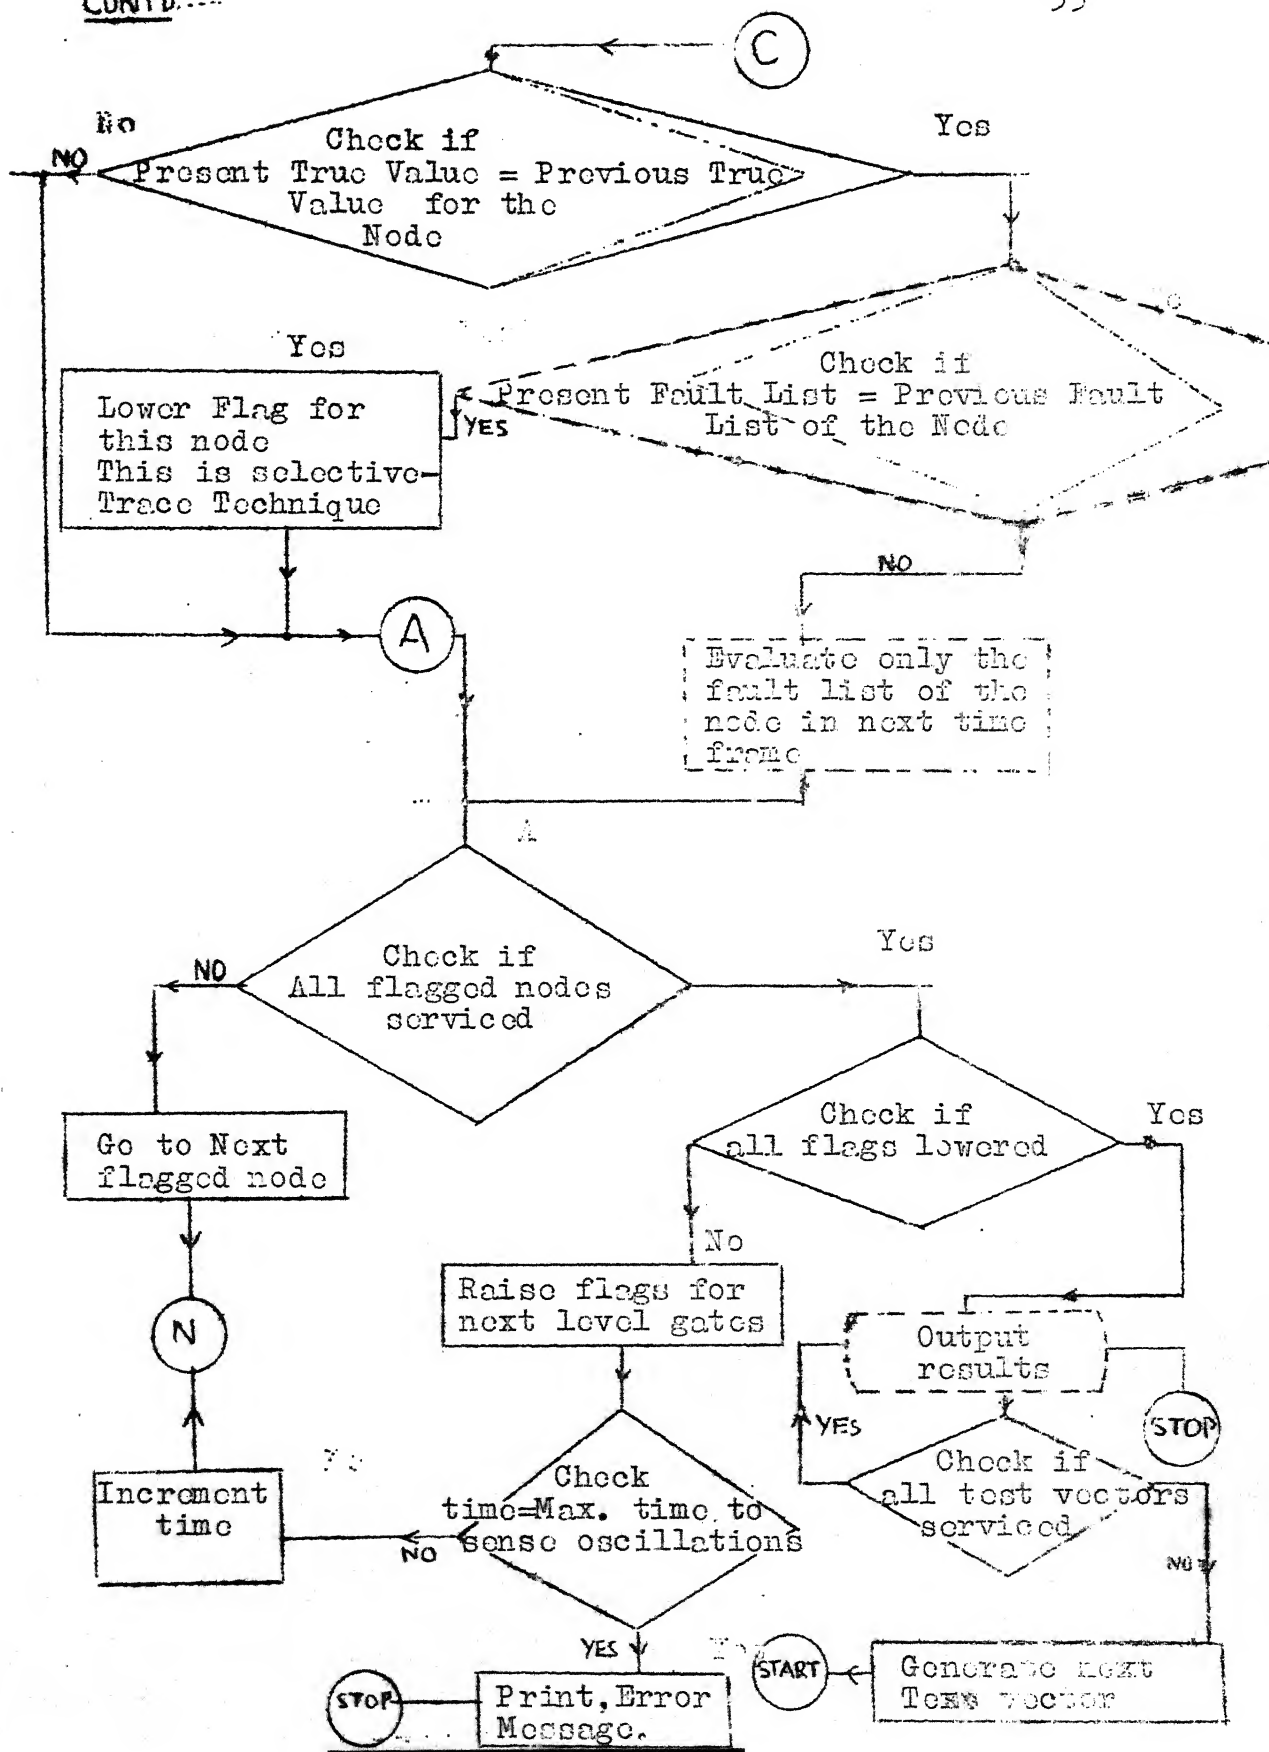 CONTD.....
C
No
Yes
NO
Check if
Present True Value = Previous True
Value for the
Node
Yes
Check if
Present Fault List = Previous Fault
List of the Node
YES
Lower Flag for
this node
This is selective
Trace Technique
NO
A
Evaluate only the
fault list of the
node in next time
frame
A
Yes
Check if
All flagged nodes
serviced
NO
Check if
all flags lowered
Yes
Go to Next
flagged node
No
Raise flags for
next level gates
Output
results
N
YES
STOP
Check if
all test vectors
serviced
Increment
time
Check
time=Max. time to
sense oscillations
NO
NO
YES
START
Generate next
Test vector
STOP
Print, Error
Message.